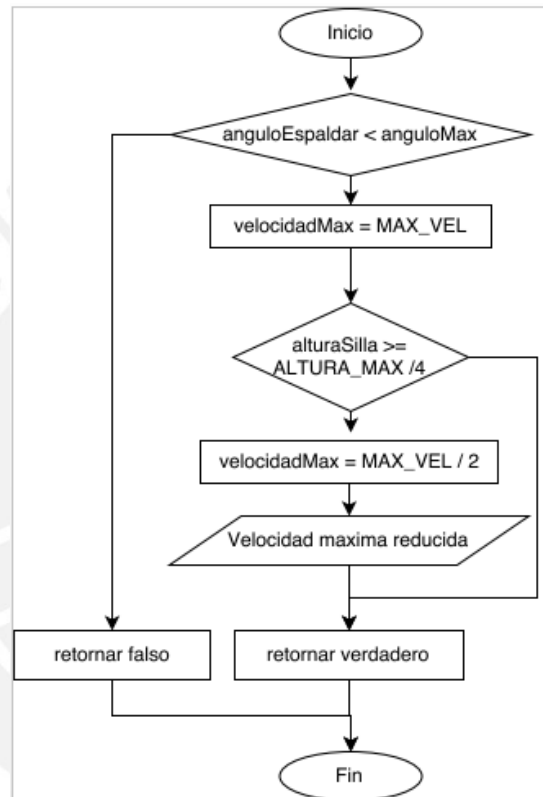 Inicio
anguloEspaldar < anguloMax
velocidadMax = MAX_VEL
alturaSilla >=
ALTURA_MAX /4
velocidadMax = MAX_VEL / 2
Velocidad maxima reducida
retornar falso
retornar verdadero
Fin